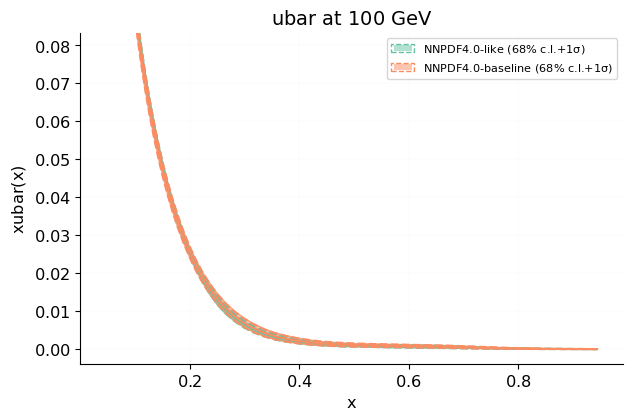 ubar at 100 GeV
NNPDF4.0-like (68% c.l.+1σ)
NNPDF4.0-baseline (68% c.l.+1σ)
xubar(x)
0.08
0.07
0.06
0.05
0.04
0.03
0.02
0.01
0.00
0.2 0.4 0.6 0.8
x